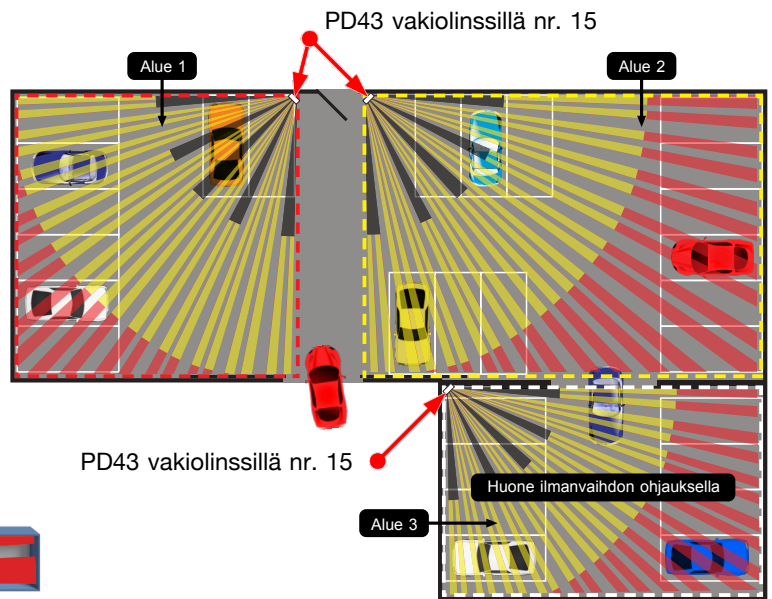 PD43 vakiolinssillä nr. 15
Alue 1
Alue 2
PD43 vakiolinssillä nr. 15
Huone ilmanvaihdon ohjauksella
Alue 3